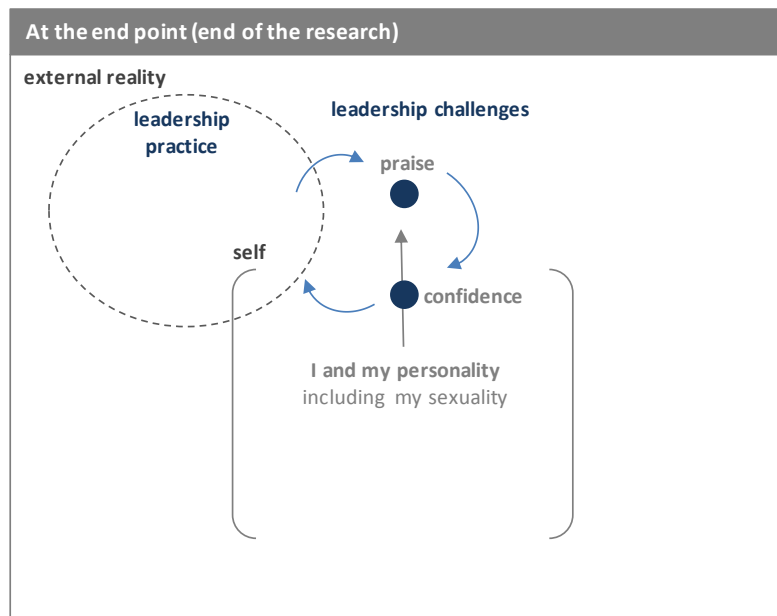 At the end point (end of the research)
external reality
leadership
practice
leadership challenges
praise
self
confidence
I and my personality
including my sexuality